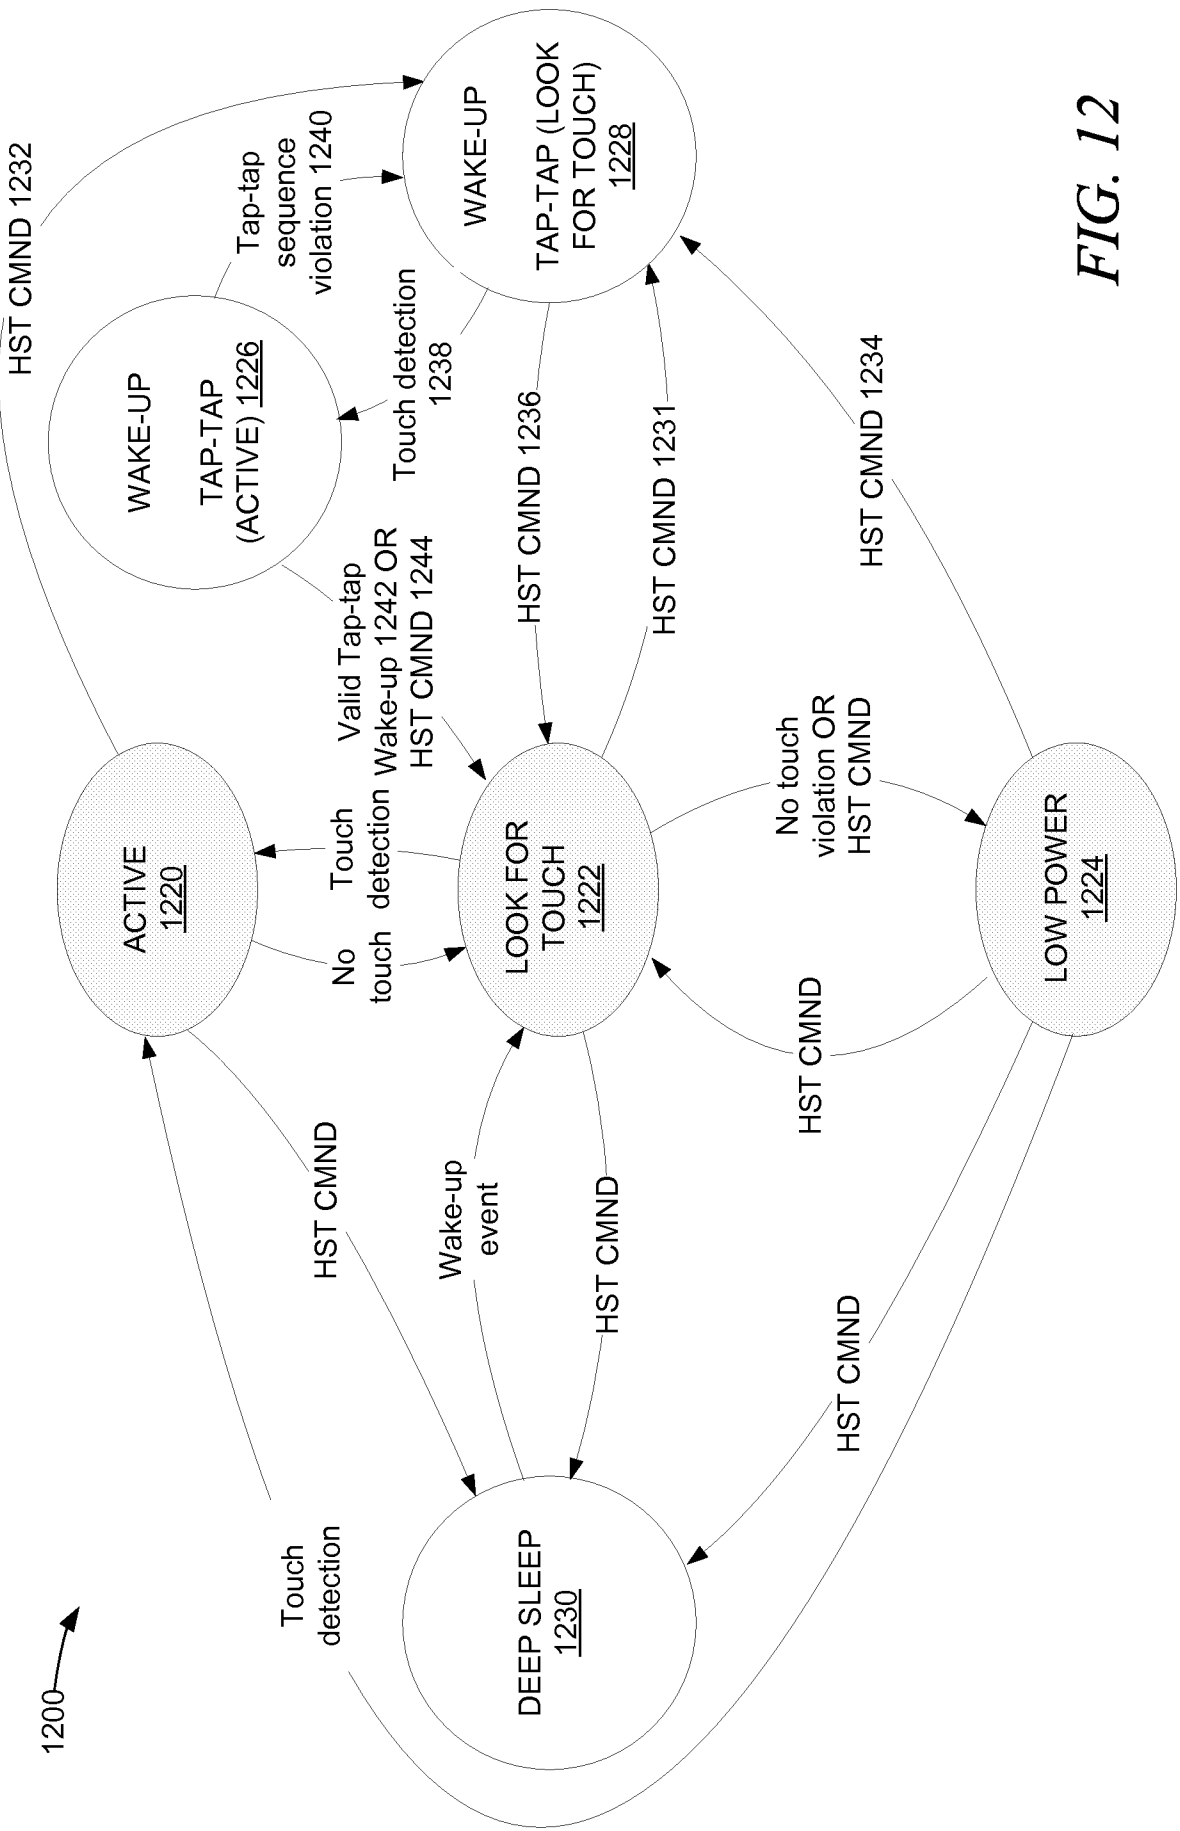 1200
HST CMND 1232
ACTIVE
1220
WAKE-UP
TAP-TAP
(ACTIVE) 1226
Tap-tap
sequence
violation 1240
WAKE-UP
TAP-TAP (LOOK
FOR TOUCH)
1228
Touch detection
1238
Valid Tap-tap
Wake-up 1242 OR
HST CMND 1244
Touch
detection
No
touch
HST CMND
Touch
detection
Wake-up
event
LOOK FOR
TOUCH
1222
HST CMND 1236
HST CMND 1231
DEEP SLEEP
1230
HST CMND
No touch
violation OR
HST CMND
HST CMND
HST CMND 1234
HST CMND
LOW POWER
1224
FIG. 12